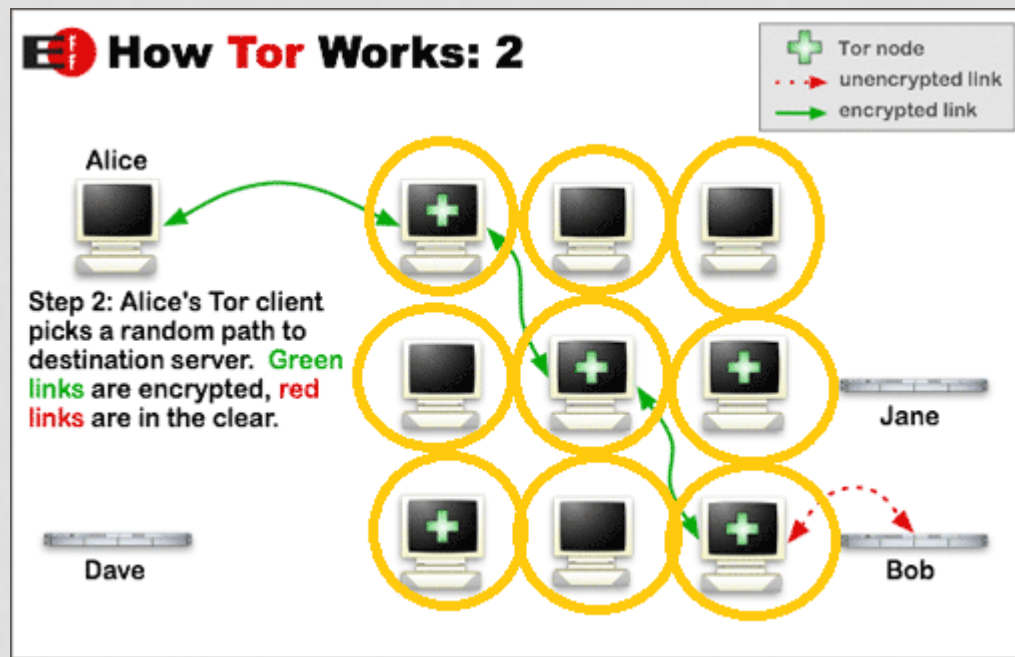 EFF How Tor Works: 2
Tor node
unencrypted link
encrypted link
Alice
Step 2: Alice's Tor client
picks a random path to
destination server. Green
links are encrypted, red
links are in the clear.
Jane
Dave
Bob